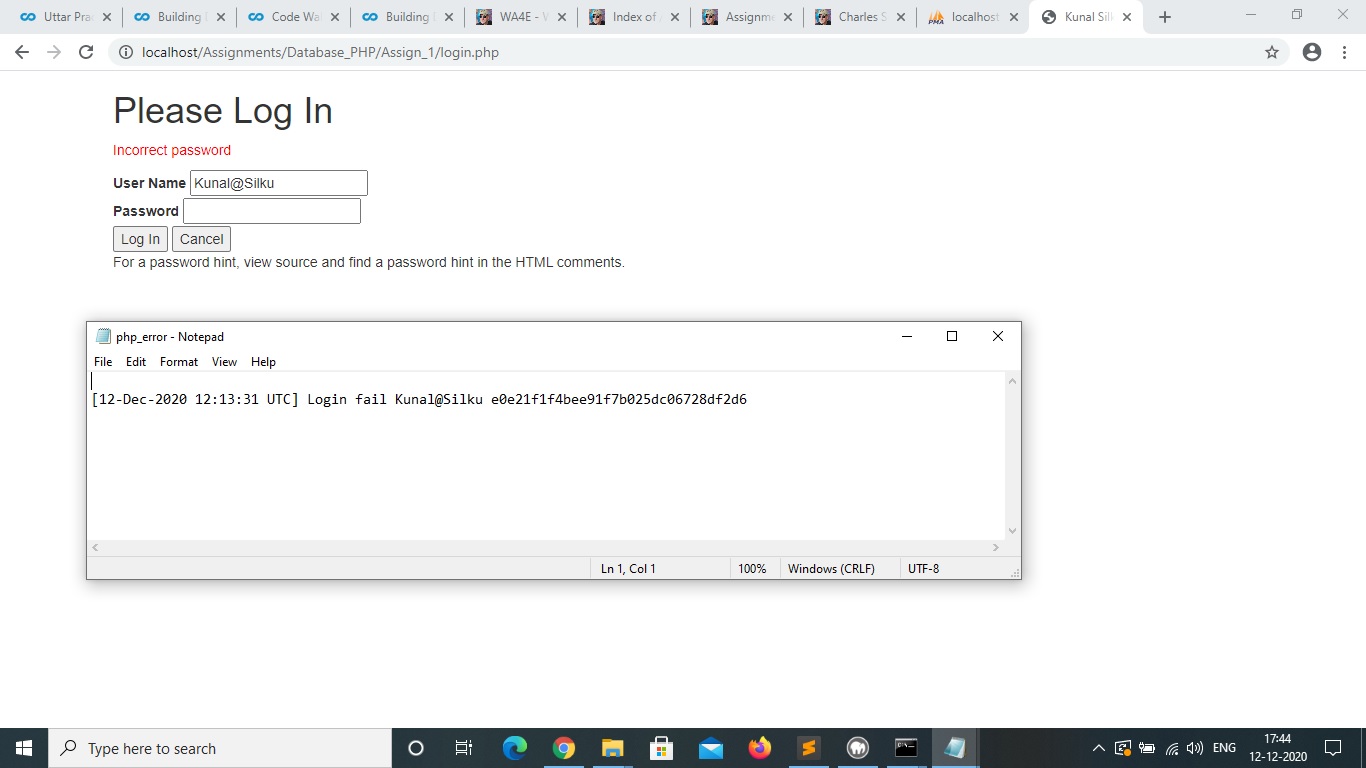 Uttar Prad
Building
Code Wa
Building
WA4E - W
Index of
Assignme
Charles S
localhost
Kunal Silk
localhost/Assignments/Database_PHP/Assign_1/login.php
Please Log In
Incorrect password
User Name Kunal@Silku
Password
Log In Cancel
For a password hint, view source and find a password hint in the HTML comments.
php_error - Notepad
File Edit Format View Help
[12-Dec-2020 12:13:31 UTC] Login fail Kunal@Silku e0e21f1f4bee91f7b025dc06728df2d6
Ln 1, Col 1 100% Windows (CRLF) UTF-8
Type here to search
ENG
17:44
12-12-2020